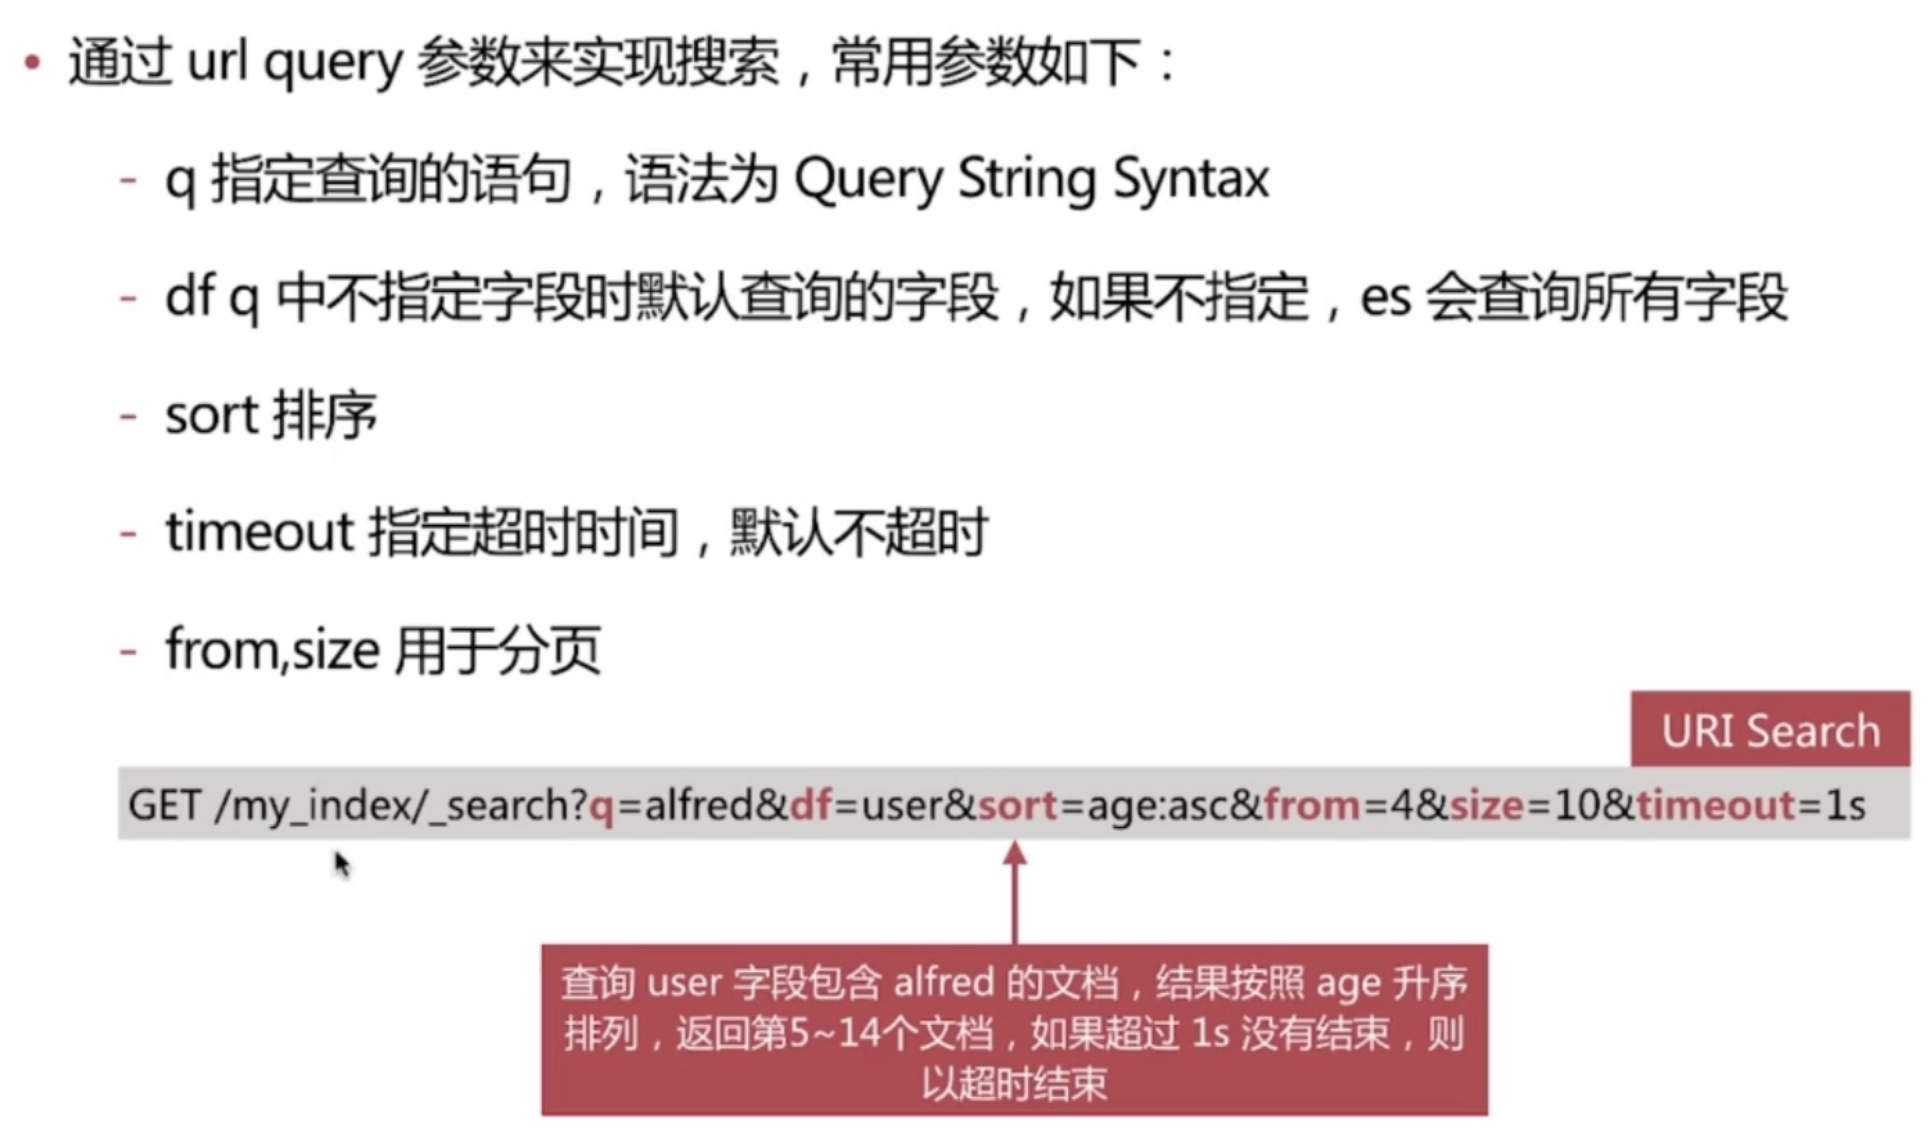 • 通过 url query 参数来实现搜索，常用参数如下：
- q 指定查询的语句，语法为 Query String Syntax
- df q 中不指定字段时默认查询的字段，如果不指定，es 会查询所有字段
- sort 排序
- timeout 指定超时时间，默认不超时
- from,size 用于分页
URI Search
GET /my_index/_search?q=alfred&df=user&sort=age:asc&from=4&size=10&timeout=1s
查询 user 字段包含 alfred 的文档，结果按照 age 升序
排列，返回第5~14个文档，如果超过 1s 没有结束，则
以超时结束